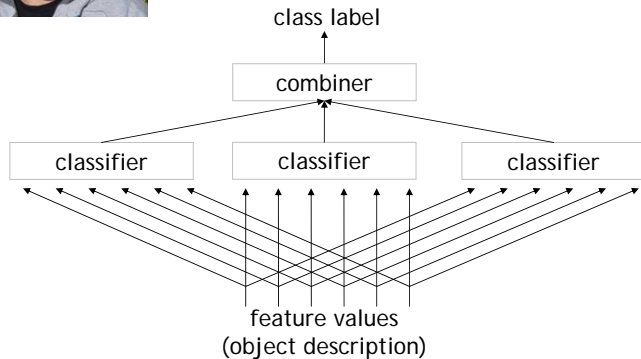 class label
combiner
classifier
classifier
classifier
feature values
(object description)